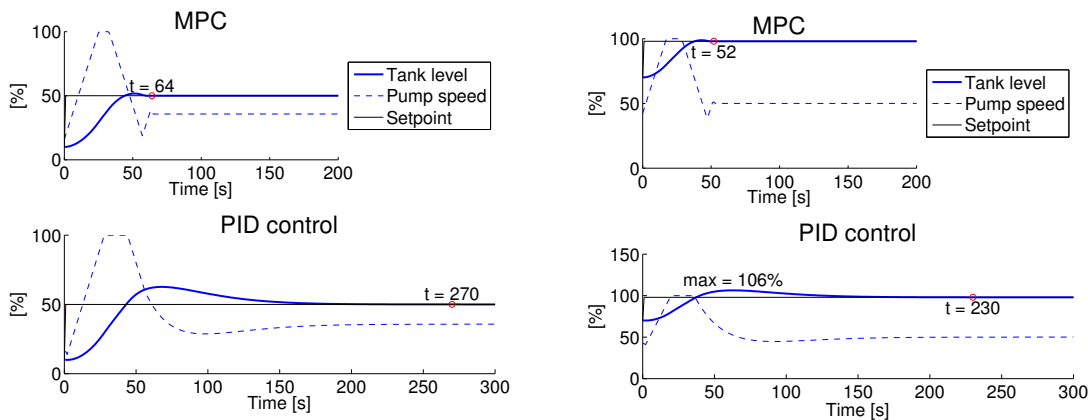 MPC
[%]
100
50
0
t = 64
Tank level
Pump speed
Setpoint
0 50 100 150 200
Time [s]
PID control
[%]
100
50
0
t = 270
0 50 100 150 200 250 300
Time [s]
MPC
[%]
100
50
0
t = 52
Tank level
Pump speed
Setpoint
0 50 100 150 200
Time [s]
PID control
[%]
150
100
50
0
max = 106%
t = 230
0 50 100 150 200 250 300
Time [s]